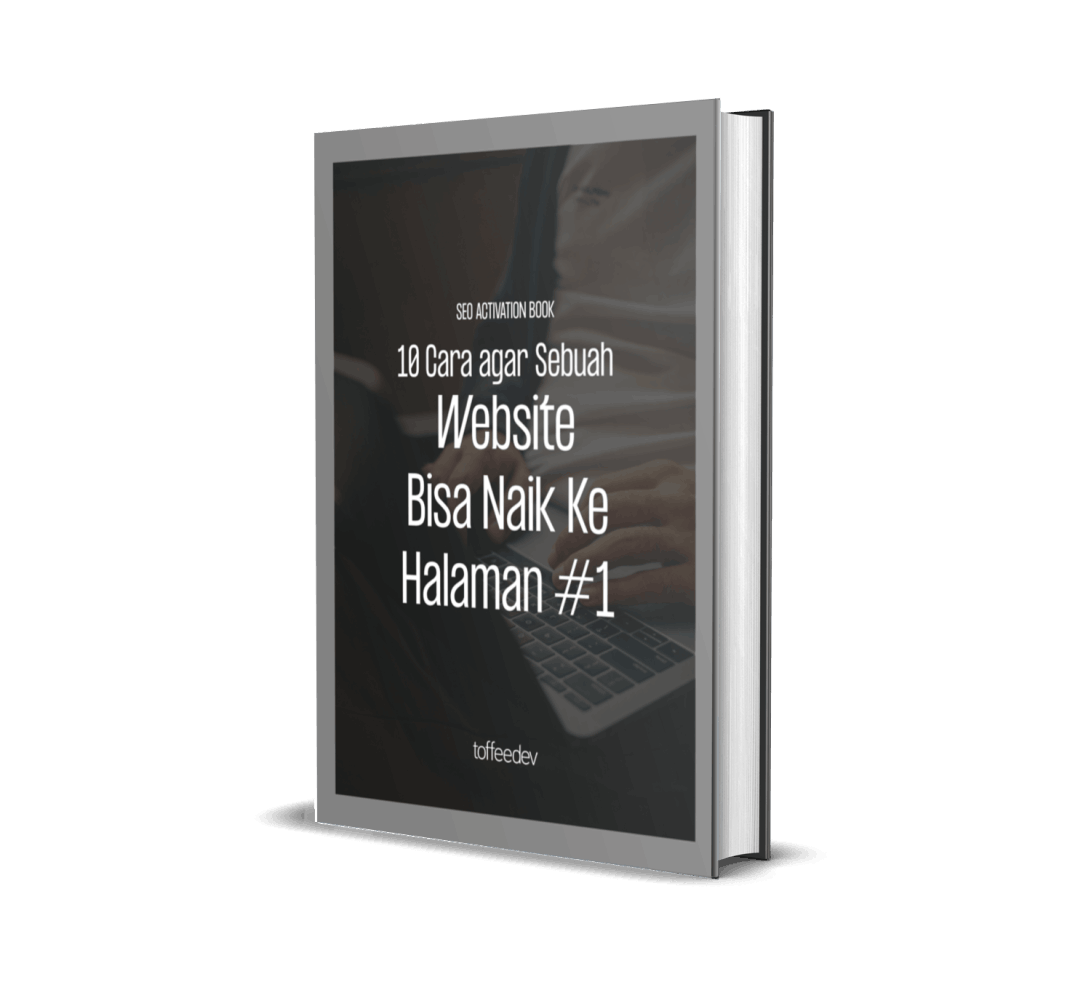 SEO ACTIVATION BOOK
10 Cara agar Sebuah
Website
Bisa Naik Ke
Halaman #1
toffeedev